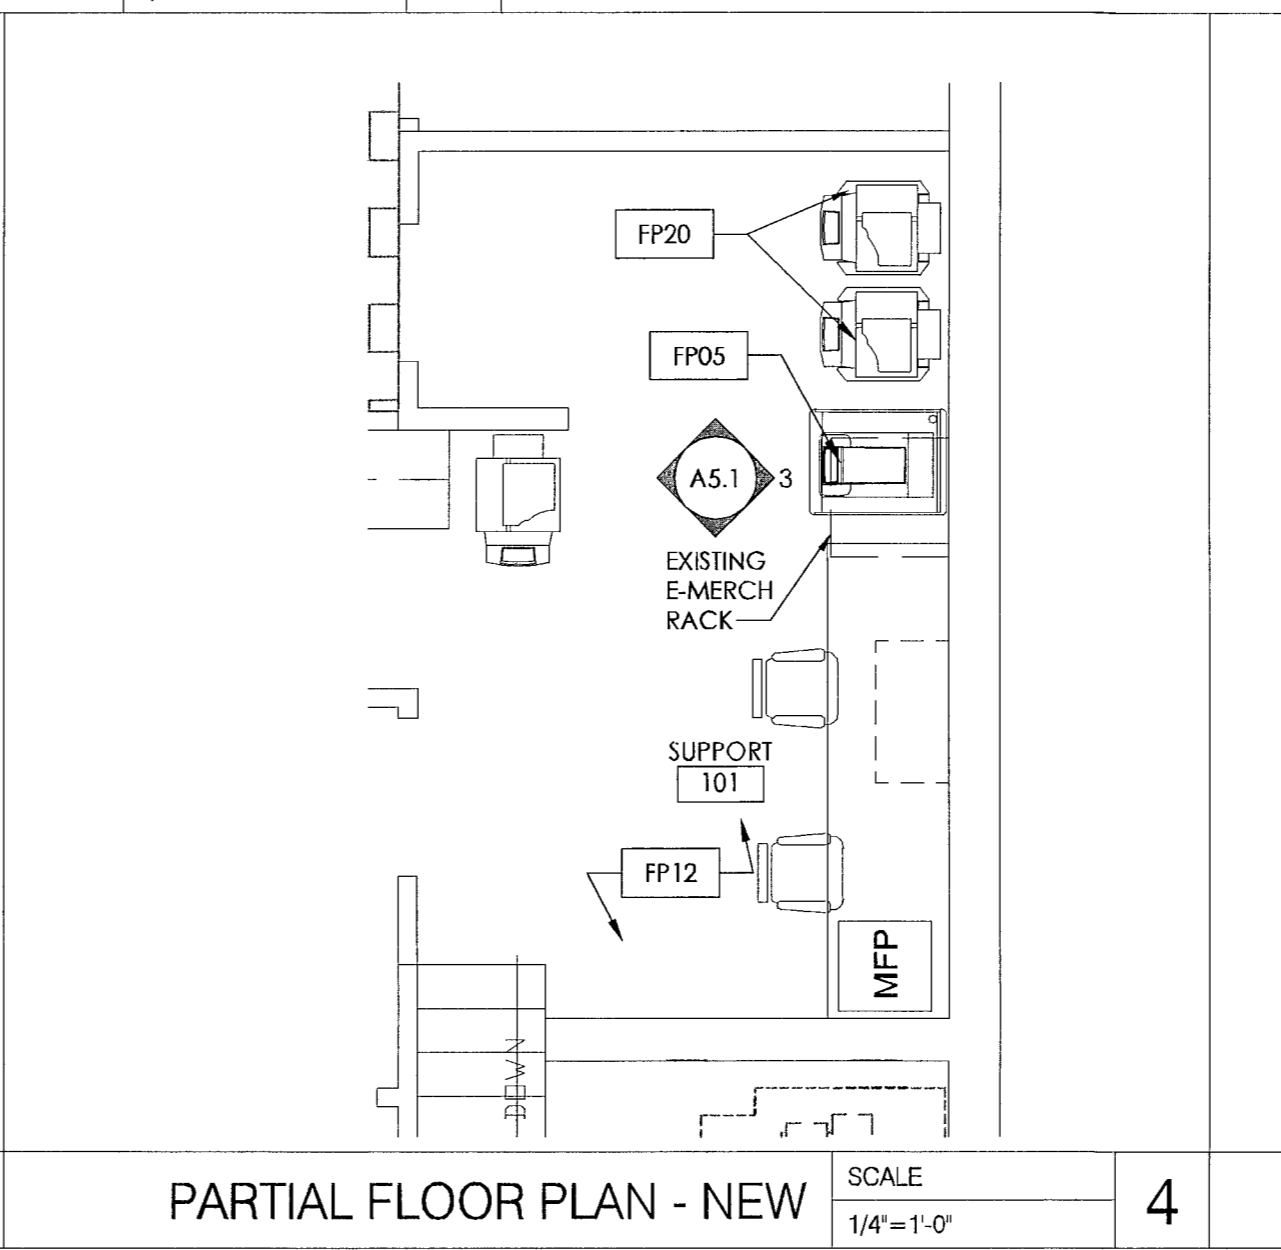 FP20
FP05
A5.1
3
EXISTING
E-MERCH
RACK
SUPPORT
101
FP12
MFP
DOWN
PARTIAL FLOOR PLAN - NEW
SCALE
1/4"=1'-0"
4